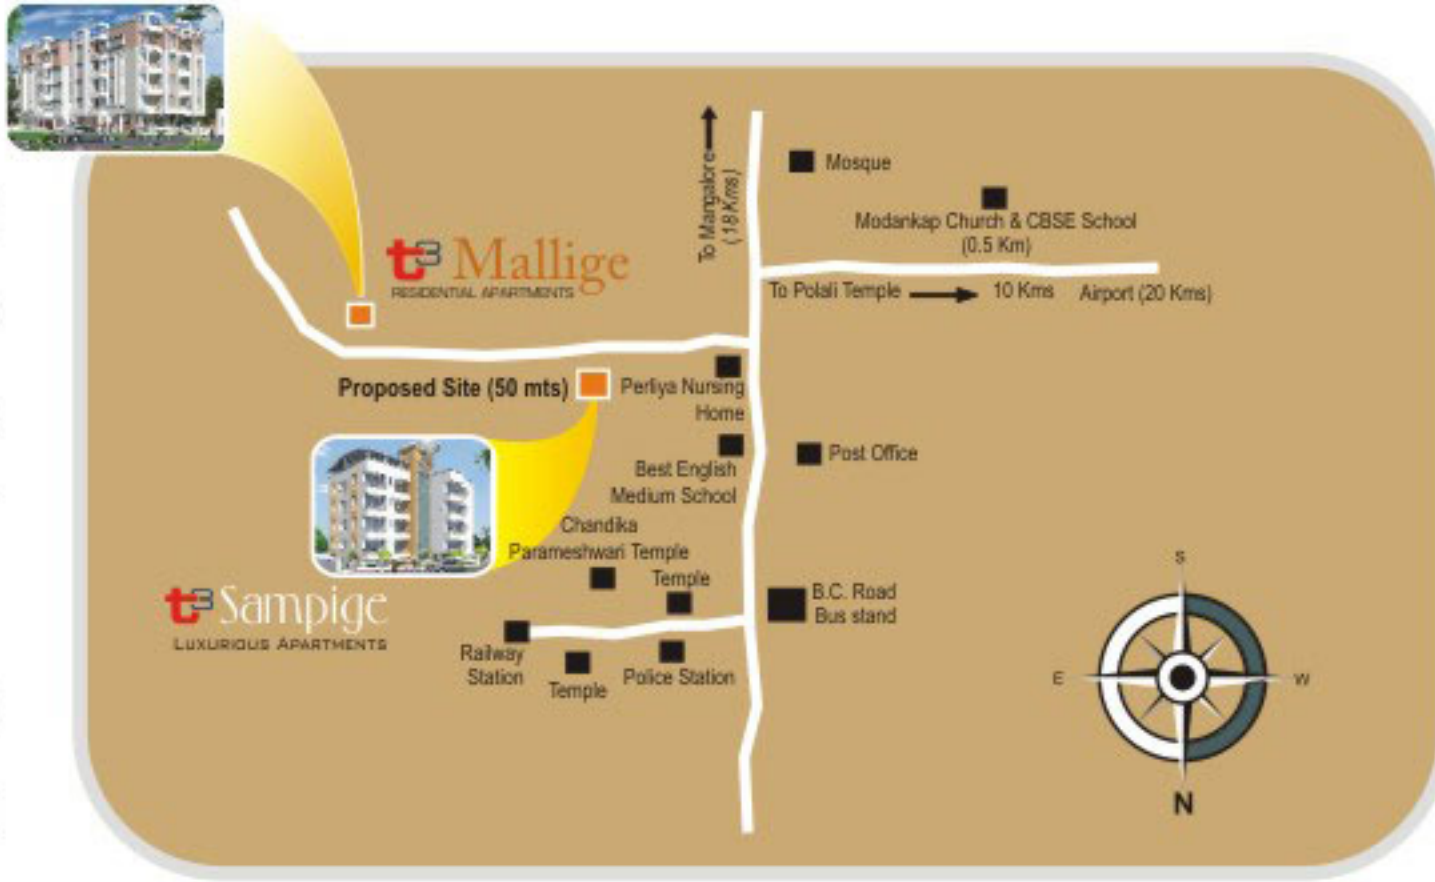 To Mangalore
(18Kms)
Mosque
Modankap Church & CBSE School
(0.5 Km)
t3 Mallige
RESIDENTIAL APARTMENTS
To Polali Temple
10 Kms
Airport (20 Kms)
Proposed Site (50 mts)
Perliya Nursing
Home
Best English
Medium School
Post Office
Chandika
Parameshwari Temple
Temple
B.C. Road
Bus stand
t3 Sampige
LUXURIOUS APARTMENTS
Railway
Station
Temple
Police Station
S
E
W
N